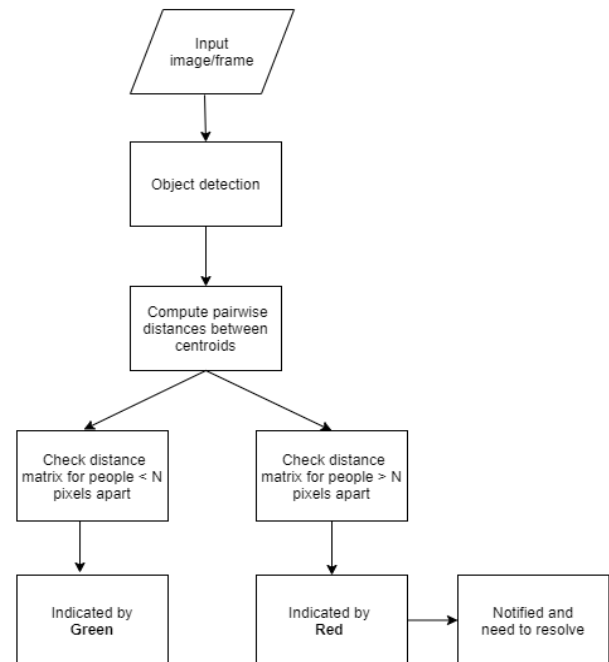 Input
image/frame
Object detection
Compute pairwise
distances between
centroids
Check distance
matrix for people < N
pixels apart
Check distance
matrix for people > N
pixels apart
Indicated by
Green
Indicated by
Red
Notified and
need to resolve